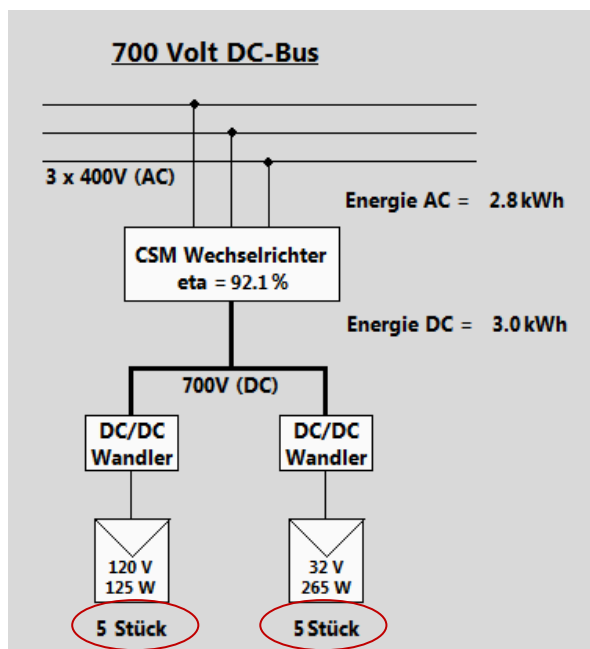 700 Volt DC-Bus
3 x 400V (AC)
Energie AC = 2.8 kWh
CSM Wechselrichter
eta = 92.1 %
Energie DC = 3.0 kWh
700V (DC)
DC/DC
Wandler
DC/DC
Wandler
120 V
125 W
32 V
265 W
5 Stück
5 Stück